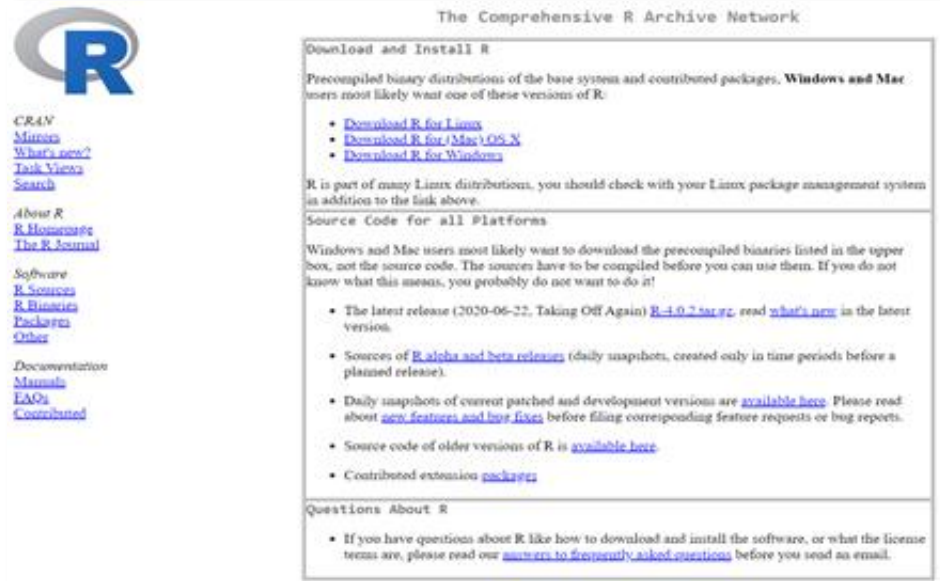 The Comprehensive R Archive Network
R
CRAN
Mirrors
What's new?
Task Views
Search
About R
R Homepage
The R Journal
Software
R Sources
R Binaries
Packages
Other
Documentation
Manuals
FAQs
Contributed
Download and Install R
Precompiled binary distributions of the base system and contributed packages, Windows and Mac
users most likely want one of these versions of R:
• Download R for Linux
• Download R for (Mac) OS X
• Download R for Windows
R is part of many Linux distributions, you should check with your Linux package management system
in addition to the link above.
Source Code for all Platforms
Windows and Mac users most likely want to download the precompiled binaries listed in the upper
box, not the source code. The sources have to be compiled before you can use them. If you do not
know what this means, you probably do not want to do it!
• The latest release (2020-06-22, Taking Off Again) R-4.0.2.tar.gz, read what's new in the latest
version.
• Sources of R alpha and beta releases (daily snapshots, created only in time periods before a
planned release).
• Daily snapshots of current patched and development versions are available here. Please read
about new features and bug fixes before filing corresponding feature requests or bug reports.
• Source code of older versions of R is available here.
• Contributed extension packages
Questions About R
• If you have questions about R like how to download and install the software, or what the license
terms are, please read our answers to frequently asked questions before you send an email.